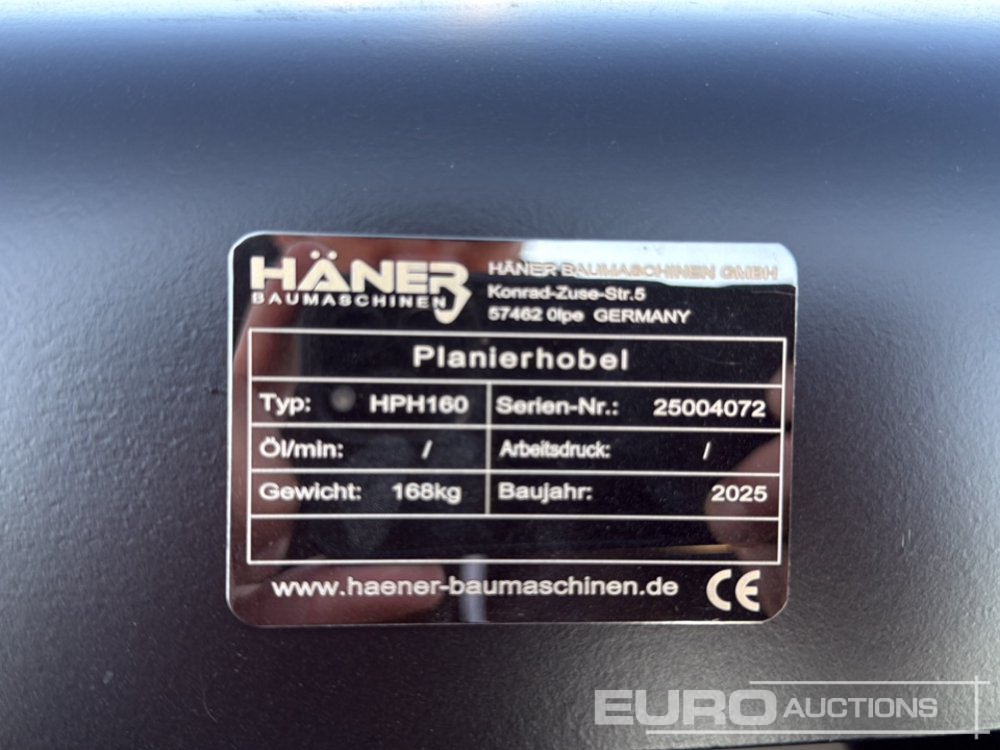 HÄNER
BAUMASCHINEN
HÄNER BAUMASCHINEN GMBH
Konrad-Zuse-Str.5
57462 Olpe GERMANY
Planierhobel
Typ: HPH160 Serien-Nr.: 25004072
Öl/min: / Arbeitsdruck: /
Gewicht: 168kg Baujahr: 2025
www.haener-baumaschinen.de CE
EURO AUCTIONS